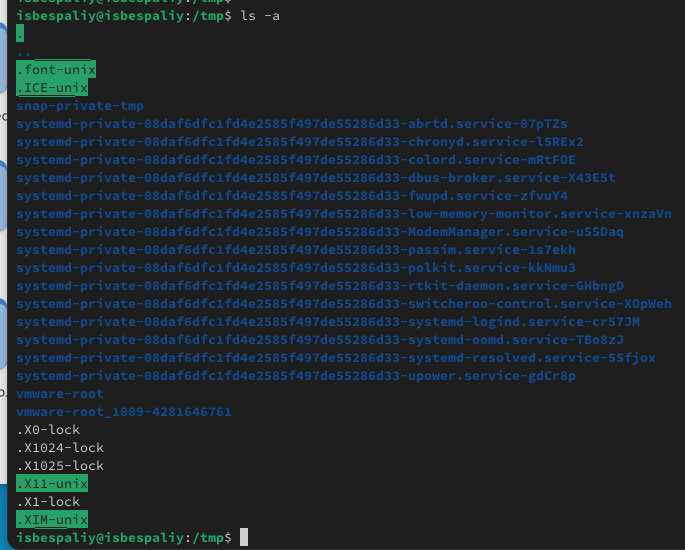 isbespaliy@isbespaliy:/tmp$
isbespaliy@isbespaliy:/tmp$ ls -a
.
..
.font-unix
.ICE-unix
snap-private-tmp
systemd-private-08daf6dfc1fd4e2585f497de55286d33-abrtd.service-07pTZs
systemd-private-08daf6dfc1fd4e2585f497de55286d33-chronyd.service-l5REx2
systemd-private-08daf6dfc1fd4e2585f497de55286d33-colord.service-mRtFOE
systemd-private-08daf6dfc1fd4e2585f497de55286d33-dbus-broker.service-X43E5t
systemd-private-08daf6dfc1fd4e2585f497de55286d33-fwupd.service-zfvuY4
systemd-private-08daf6dfc1fd4e2585f497de55286d33-low-memory-monitor.service-xnzaVn
systemd-private-08daf6dfc1fd4e2585f497de55286d33-ModemManager.service-uSSDaq
systemd-private-08daf6dfc1fd4e2585f497de55286d33-passim.service-1s7ekh
systemd-private-08daf6dfc1fd4e2585f497de55286d33-polkit.service-kkNmu3
systemd-private-08daf6dfc1fd4e2585f497de55286d33-rtkit-daemon.service-GHbngD
systemd-private-08daf6dfc1fd4e2585f497de55286d33-switcheroo-control.service-XOpWeh
systemd-private-08daf6dfc1fd4e2585f497de55286d33-systemd-logind.service-cr57JM
systemd-private-08daf6dfc1fd4e2585f497de55286d33-systemd-oomd.service-TBo8zJ
systemd-private-08daf6dfc1fd4e2585f497de55286d33-systemd-resolved.service-5Sfjox
systemd-private-08daf6dfc1fd4e2585f497de55286d33-upower.service-gdCr8p
vmware-root
vmware-root_1009-4281646761
.X0-lock
.X1024-lock
.X1025-lock
.X11-unix
.X1-lock
.XIM-unix
isbespaliy@isbespaliy:/tmp$